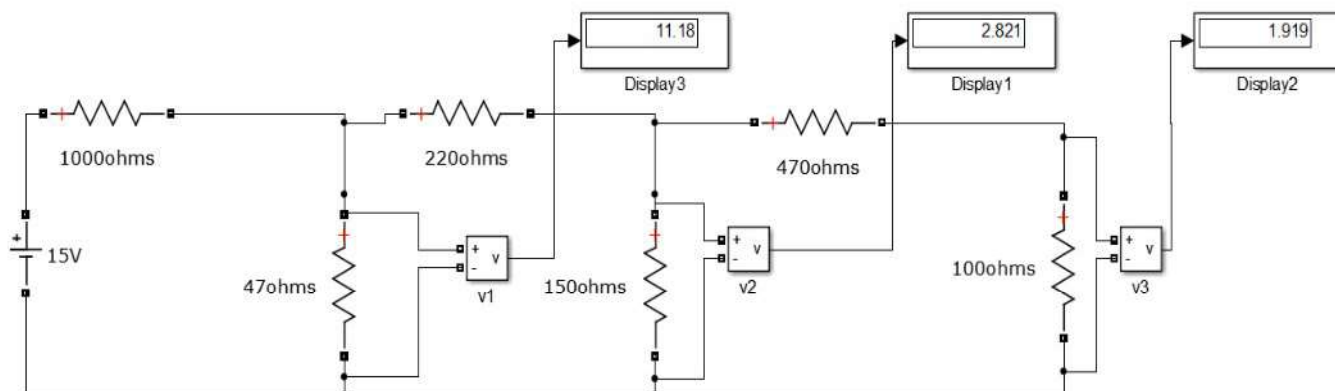 11.18
2.821
1.919
Display3
Display1
Display2
1000ohms
220ohms
470ohms
+
15V
47ohms
+
-
v
v1
150ohms
+
-
v
v2
100ohms
+
-
v
v3